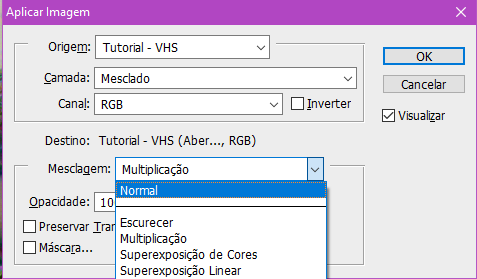 Aplicar Imagem
Origem: Tutorial - VHS
OK
Camada: Mesclado
Cancelar
Canal: RGB Inverter
Visualizar
Destino: Tutorial - VHS (Aber..., RGB)
Mesclagem: Multiplicação
Normal
Opacidade: 10
Escurecer
Preservar Tran
Multiplicação
Máscara...
Superexposição de Cores
Superexposição Linear